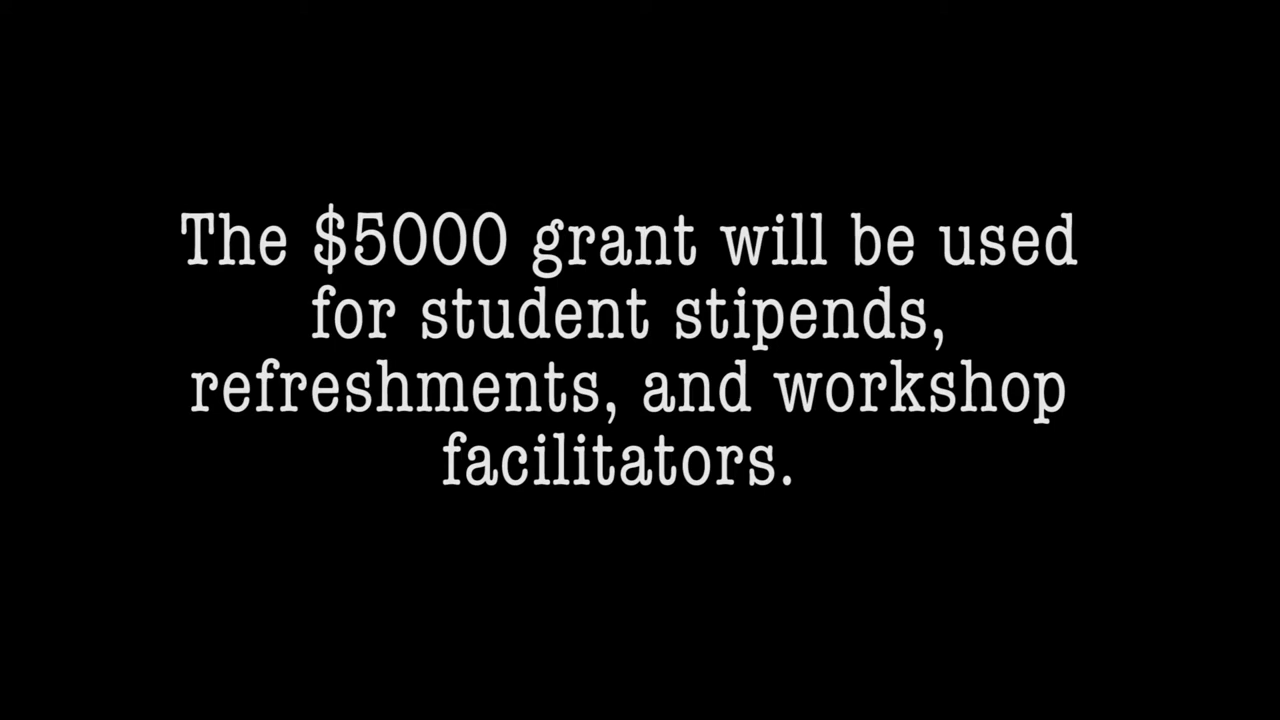 The $5000 grant will be used
for student stipends,
refreshments, and workshop
facilitators.